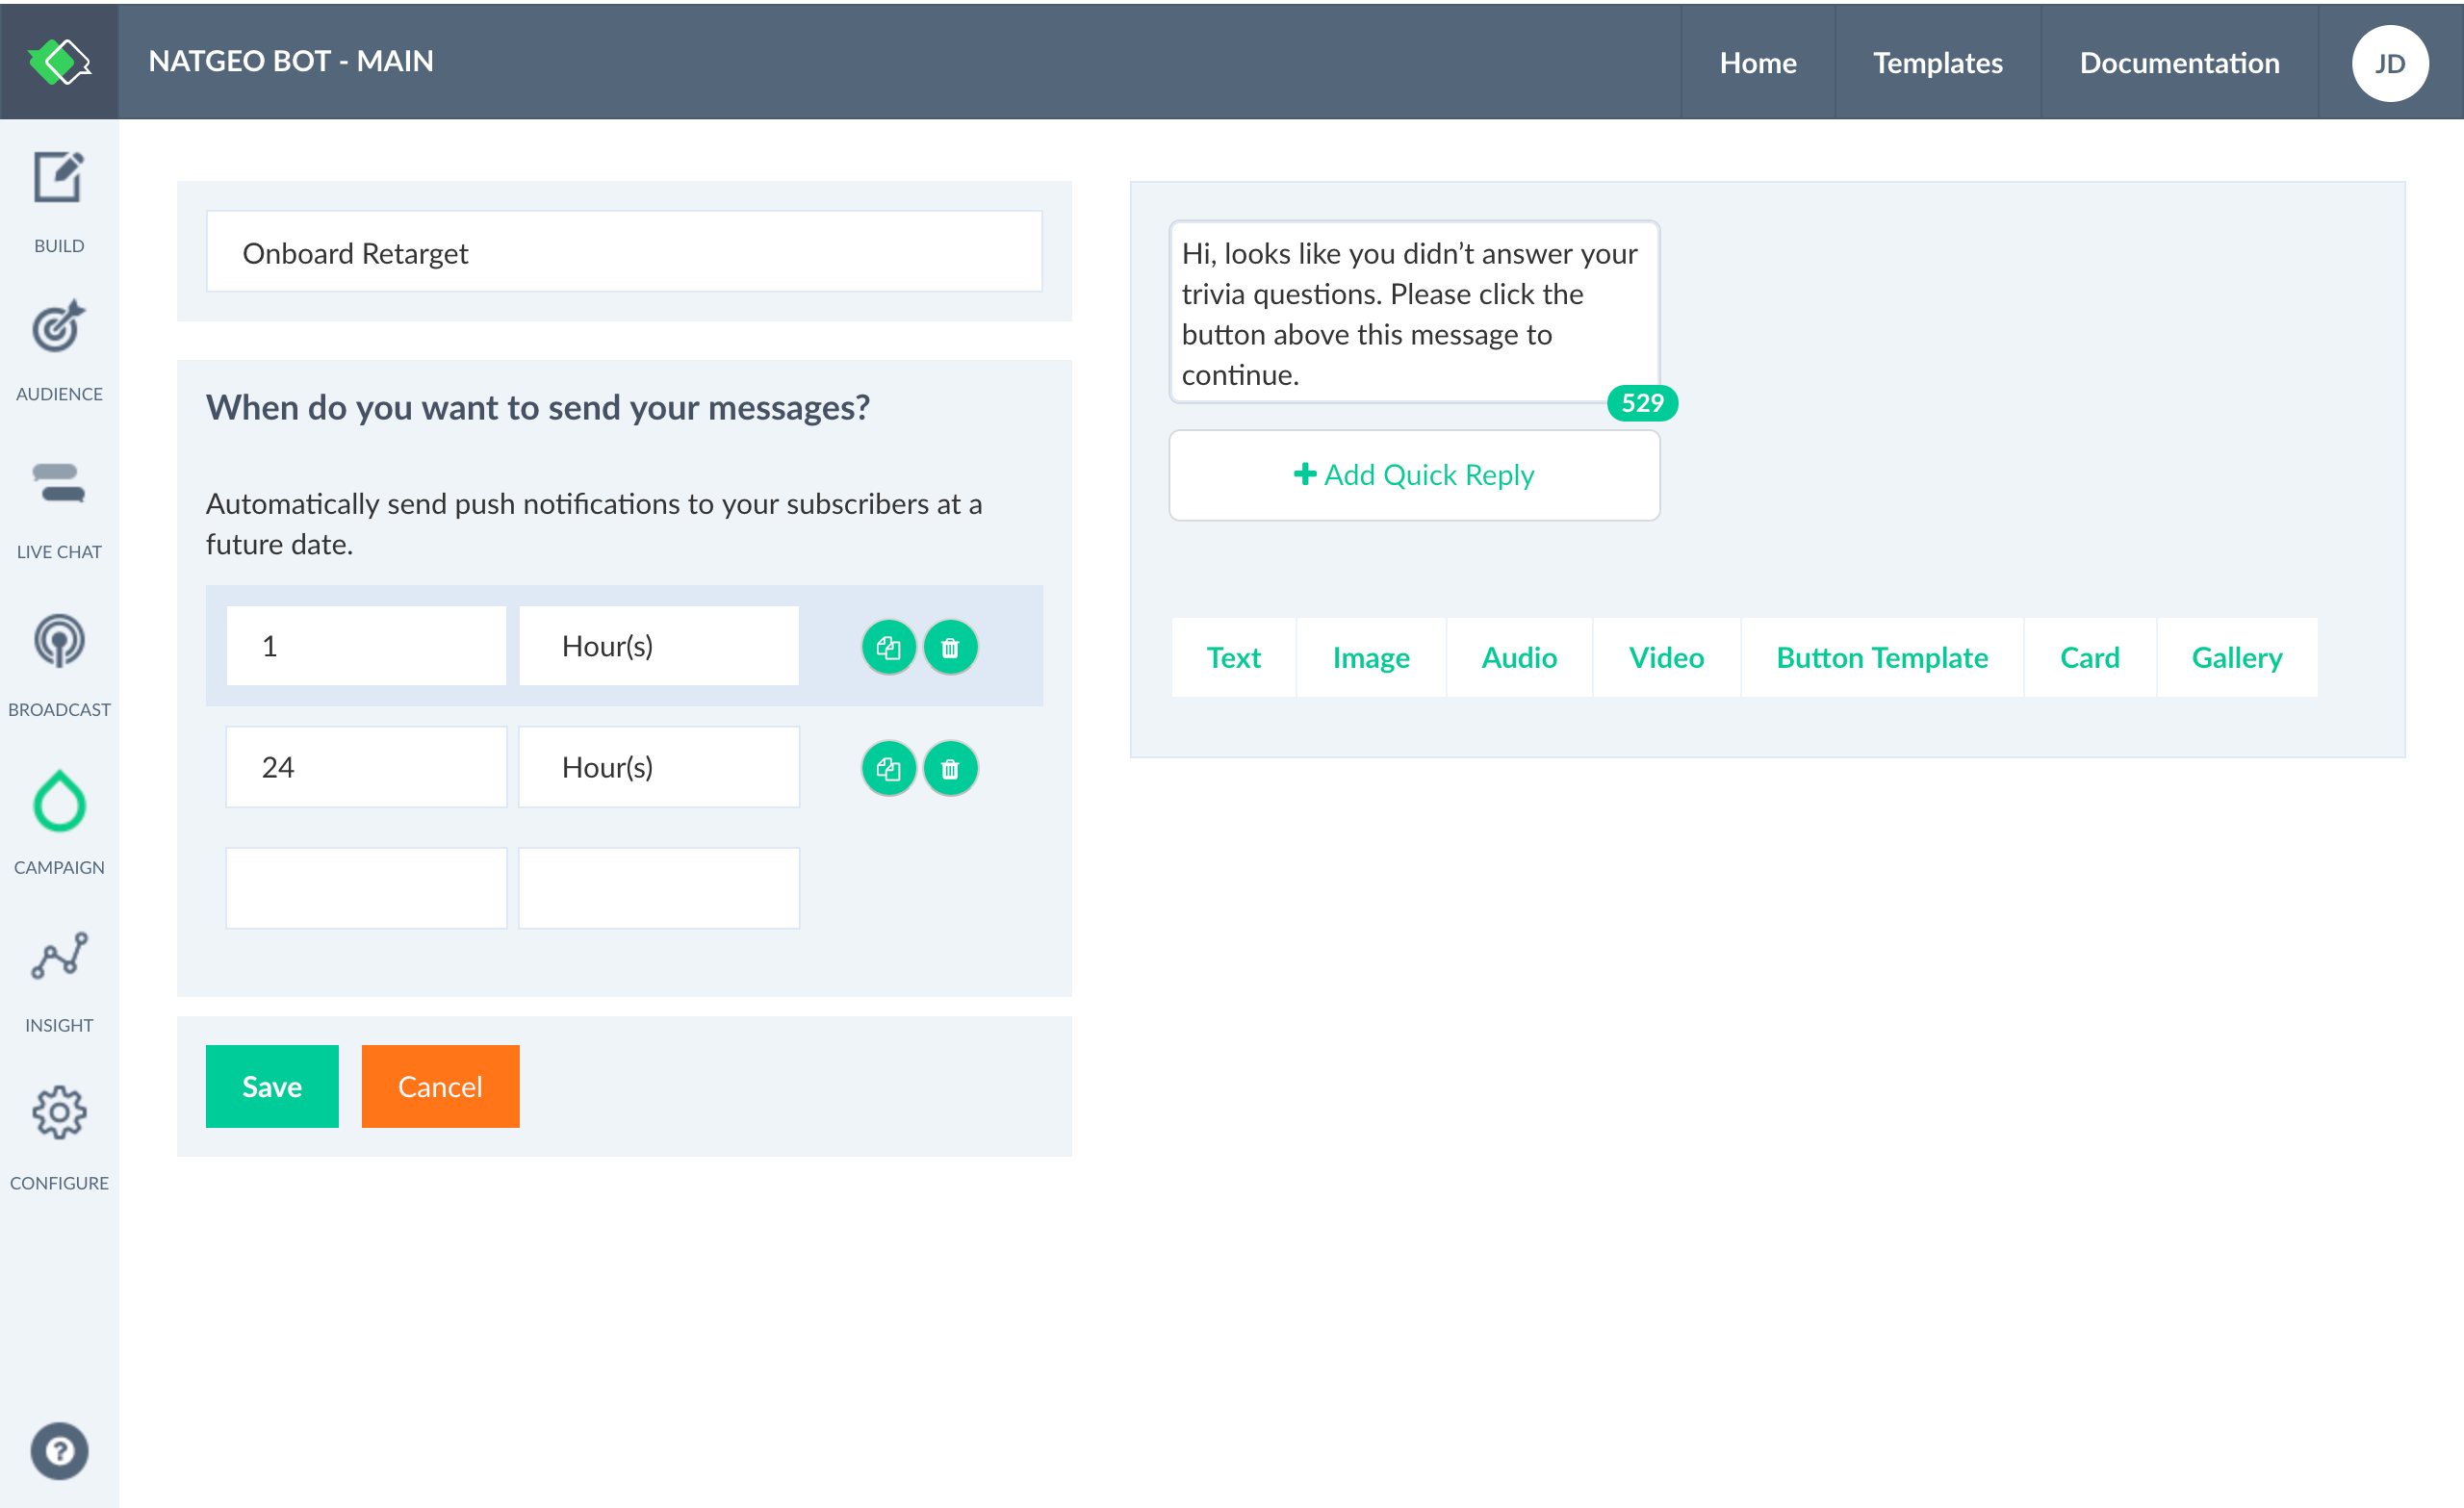 NATGEO BOT - MAIN
Home
Templates
Documentation
JD
BUILD
AUDIENCE
LIVE CHAT
BROADCAST
CAMPAIGN
INSIGHT
CONFIGURE
?
Onboard Retarget
When do you want to send your messages?
Automatically send push notifications to your subscribers at a
future date.
1
Hour(s)
24
Hour(s)
Save
Cancel
Hi, looks like you didn’t answer your
trivia questions. Please click the
button above this message to
continue.
529
Add Quick Reply
Text
Image
Audio
Video
Button Template
Card
Gallery